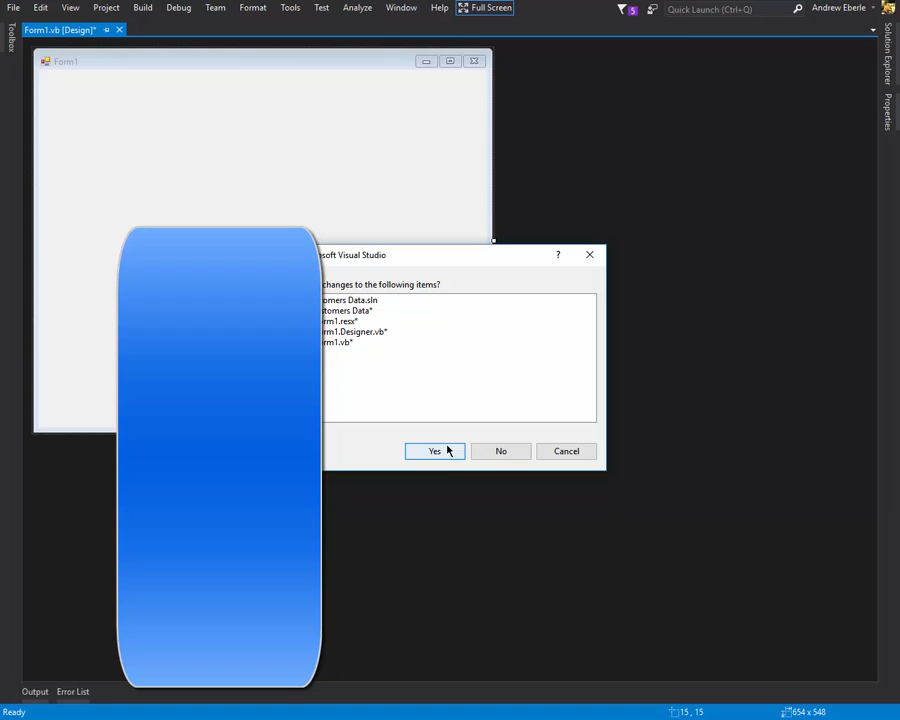 File Edit View Project Build Debug Team Format Tools Test Analyze Window Help Full Screen 5 Quick Launch (Ctrl+Q) Andrew Eberle
Form1.vb [Design]*
Toolbox
Solution Explorer
Properties
Form1
osoft Visual Studio ?
changes to the following items?
omers Data.sln
stomers Data*
rm1.resx*
rm1.Designer.vb*
rm1.vb*
Yes No Cancel
Output Error List
Ready 15 , 15 654 x 548